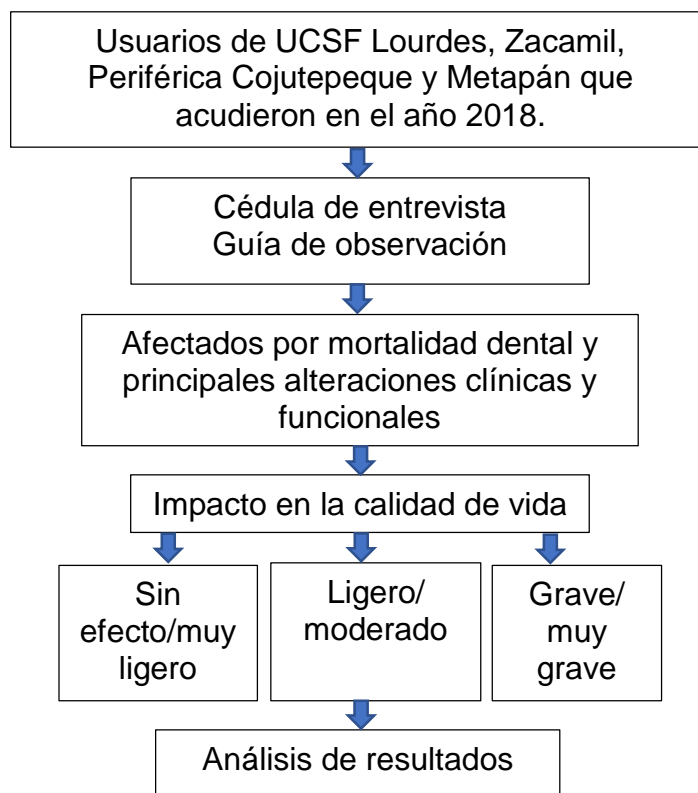 Usuarios de UCSF Lourdes, Zacamil,
Periférica Cojutepeque y Metapán que
acudieron en el año 2018.
Cédula de entrevista
Guía de observación
Afectados por mortalidad dental y
principales alteraciones clínicas y
funcionales
Impacto en la calidad de vida
Sin
efecto/muy
ligero
Ligero/
moderado
Grave/
muy
grave
Análisis de resultados